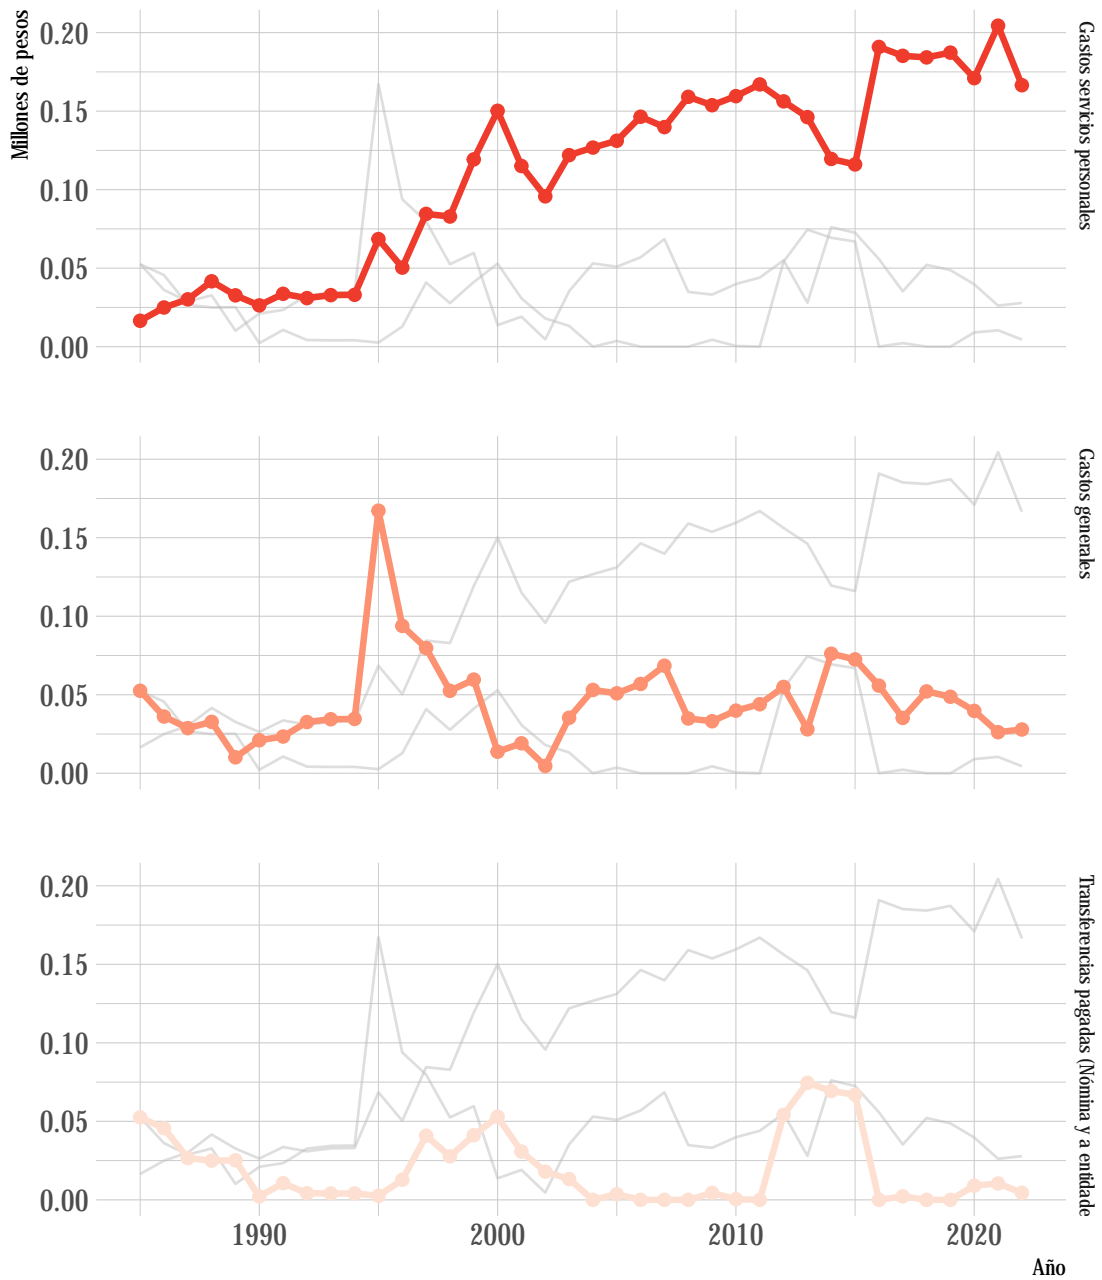 Millones de pesos
0.20
0.15
0.10
0.05
0.00
Gastos servicios personales
0.20
0.15
0.10
0.05
0.00
Gastos generales
0.20
0.15
0.10
0.05
0.00
Transferencias pagadas (Nómina y a entidade
1990 2000 2010 2020
Año